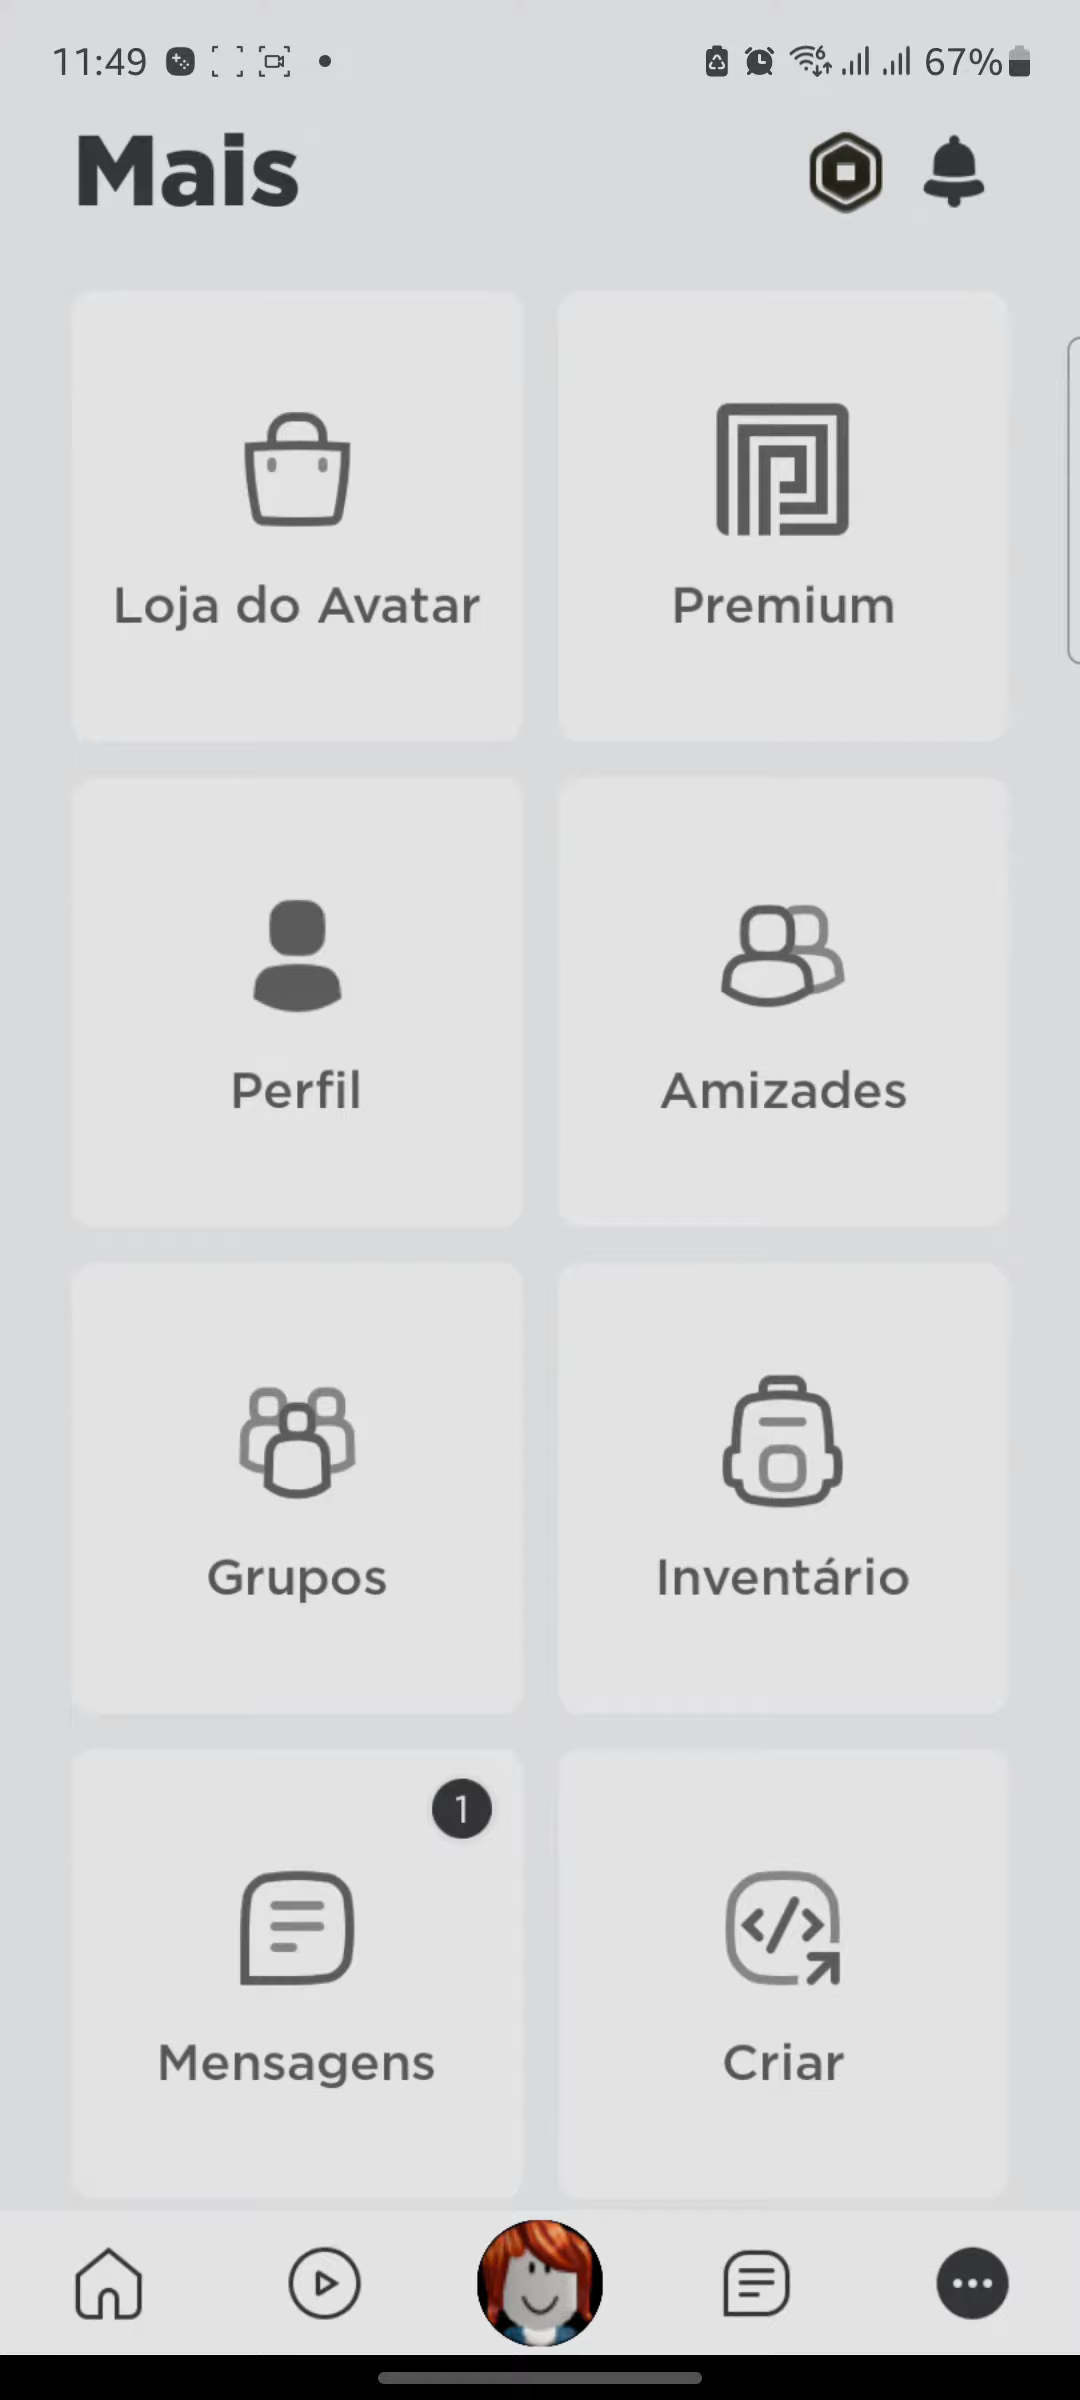 11:49 67%
Mais
Loja do Avatar Premium
Perfil Amizades
Grupos Inventário
1
Mensagens Criar